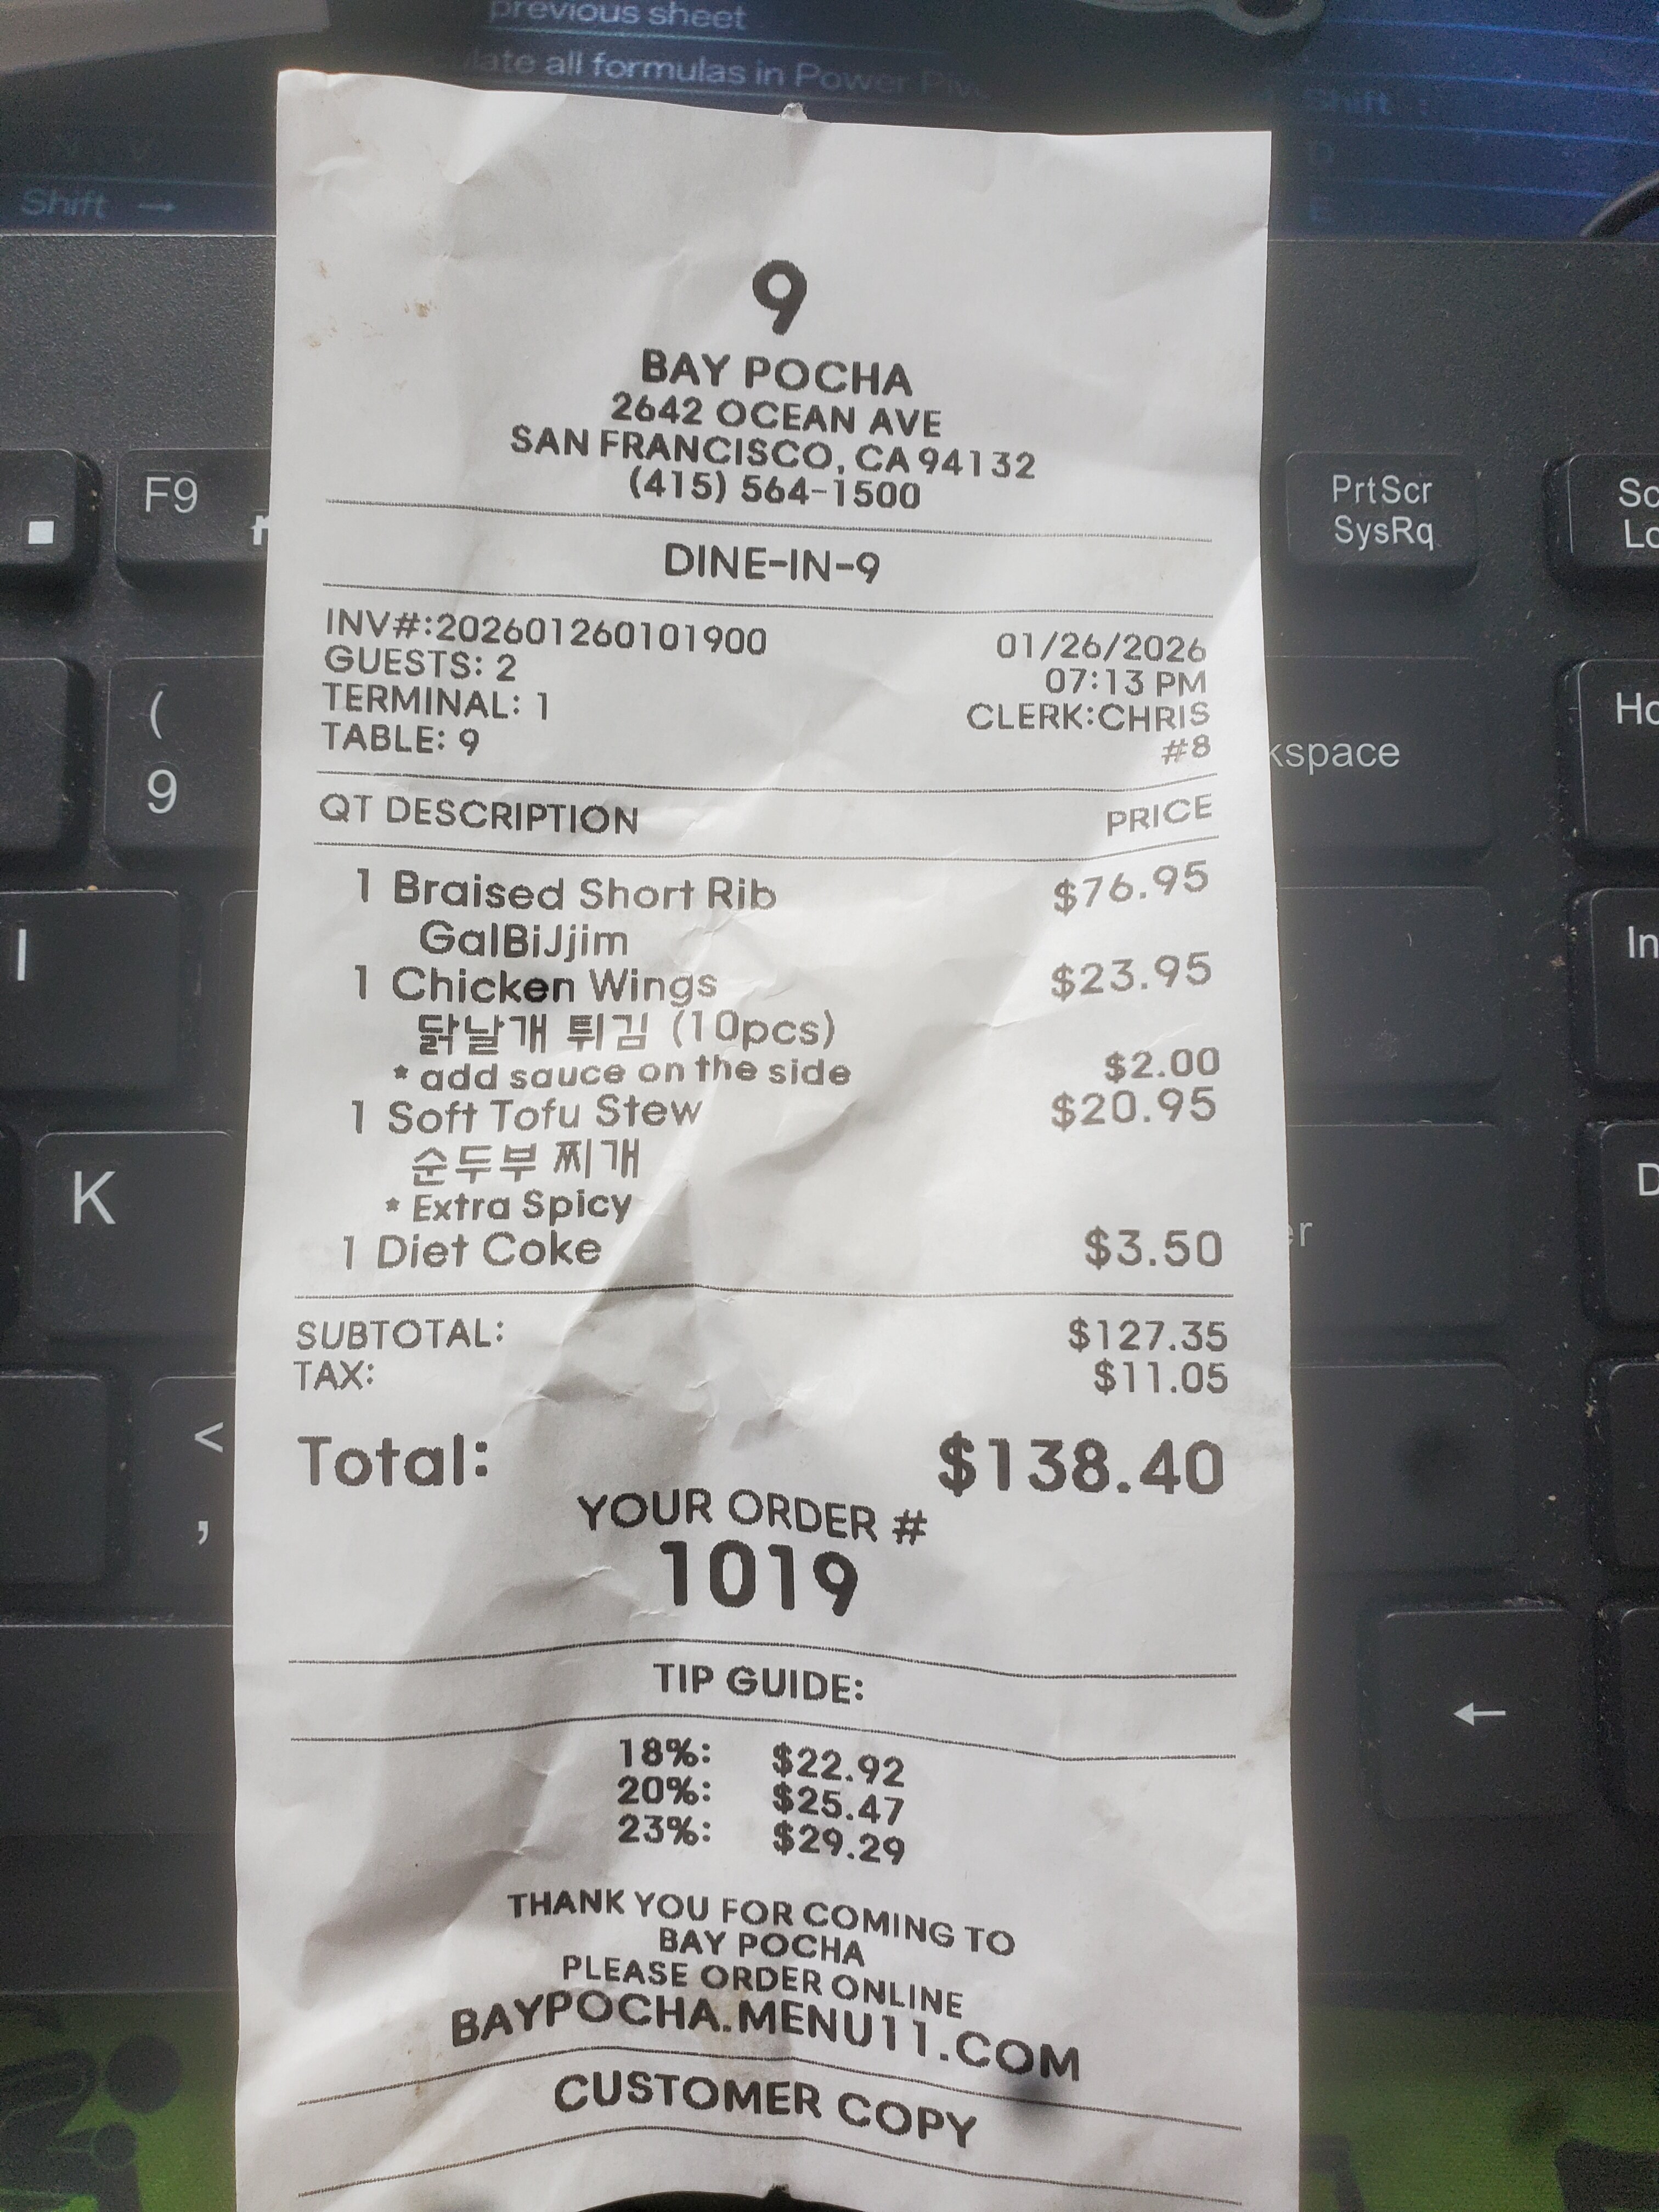 previous sheet
late all formulas in Power
Shift
Shift →
D
E
9
BAY POCHA
2642 OCEAN AVE
SAN FRANCISCO, CA 94132
(415) 564-1500
DINE-IN-9
INV#:202601260101900 01/26/2026
GUESTS: 2 07:13 PM
TERMINAL: 1 CLERK:CHRIS
TABLE: 9 #8
QT DESCRIPTION PRICE
1 Braised Short Rib $76.95
GalBiJjim
1 Chicken Wings $23.95
닭날개 튀김 (10pcs)
* add sauce on the side $2.00
1 Soft Tofu Stew $20.95
순두부 찌개
* Extra Spicy
1 Diet Coke $3.50
SUBTOTAL: $127.35
TAX: $11.05
Total: $138.40
YOUR ORDER #
1019
TIP GUIDE:
18%: $22.92
20%: $25.47
23%: $29.29
THANK YOU FOR COMING TO
BAY POCHA
PLEASE ORDER ONLINE
BAYPOCHA.MENU11.COM
CUSTOMER COPY
F9
PrtScr
SysRq
(
9
kspace
K
<
,
←